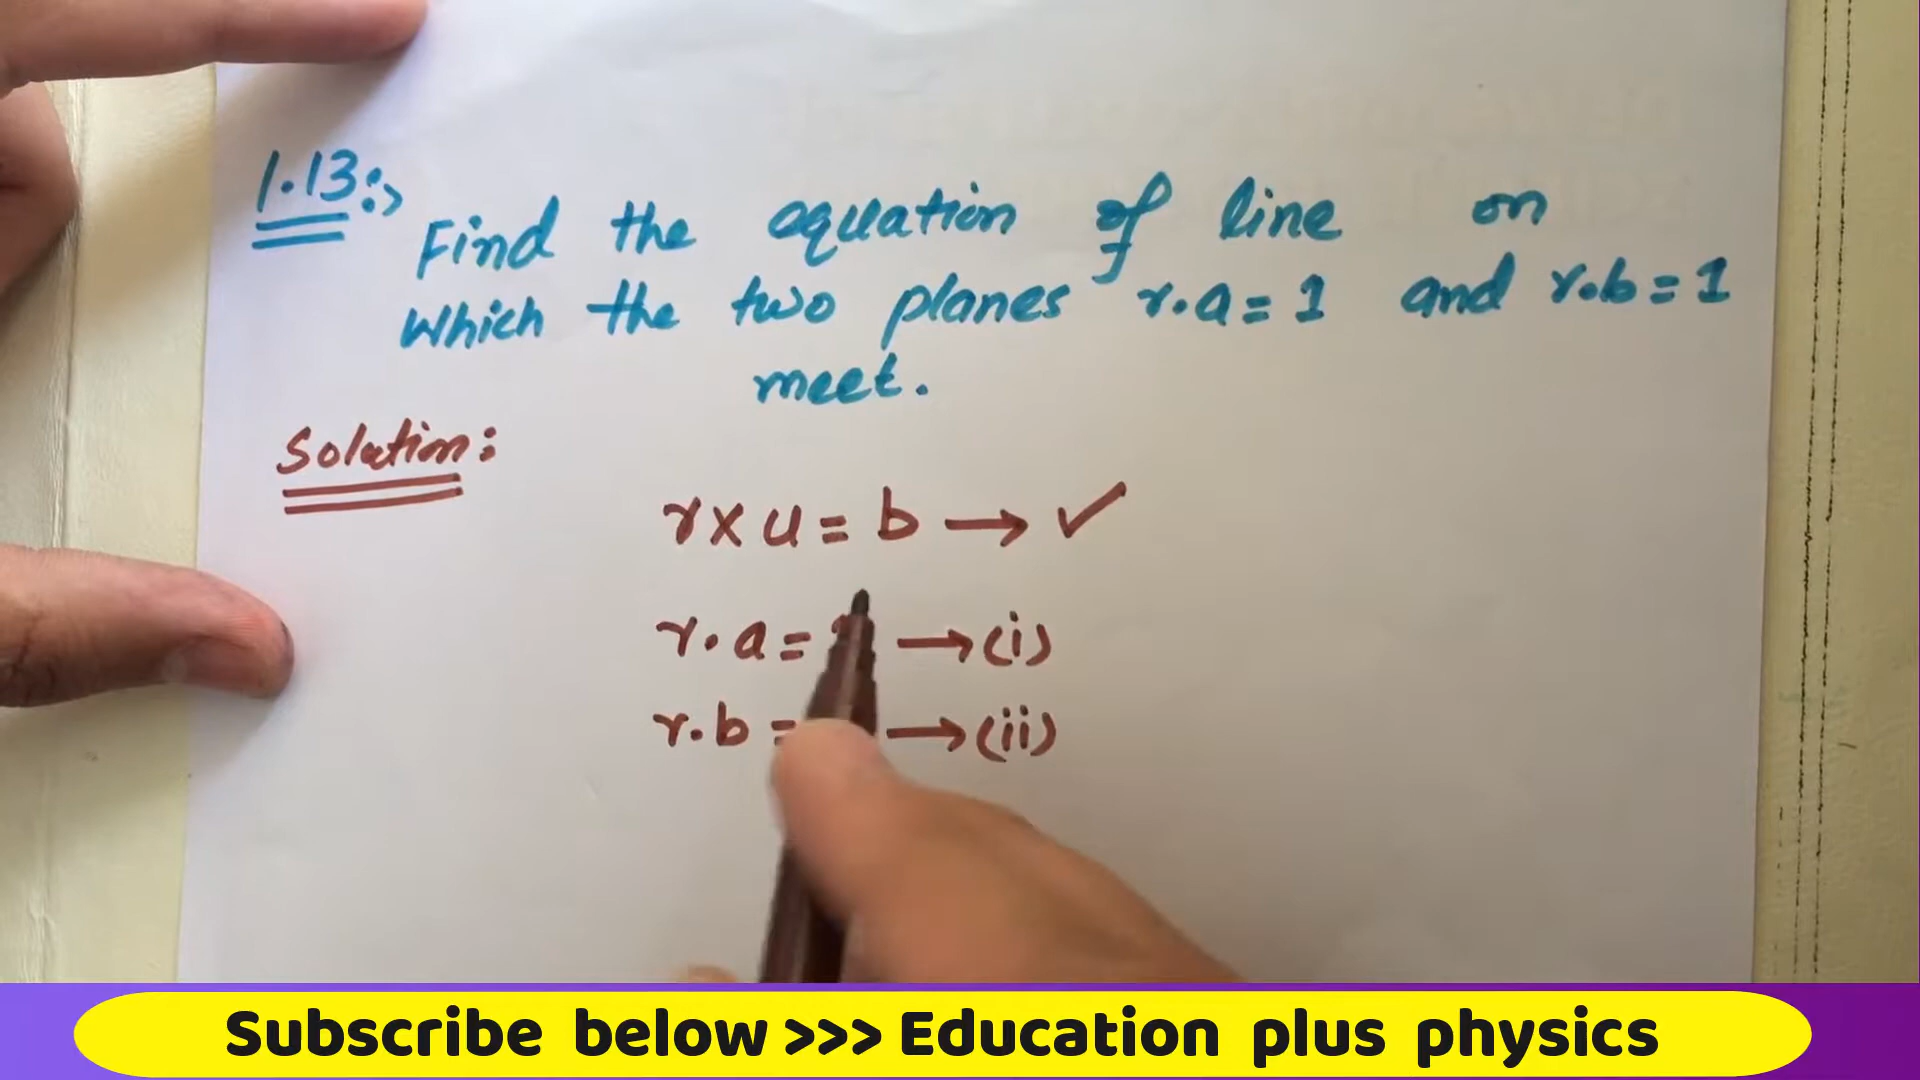 1.13:>
Find the equation of line on
which the two planes r.a = 1 and r.b = 1
meet.
Solution:
r x u = b → ✓
r.a = → (i)
r.b = → (ii)
Subscribe below >>> Education plus physics